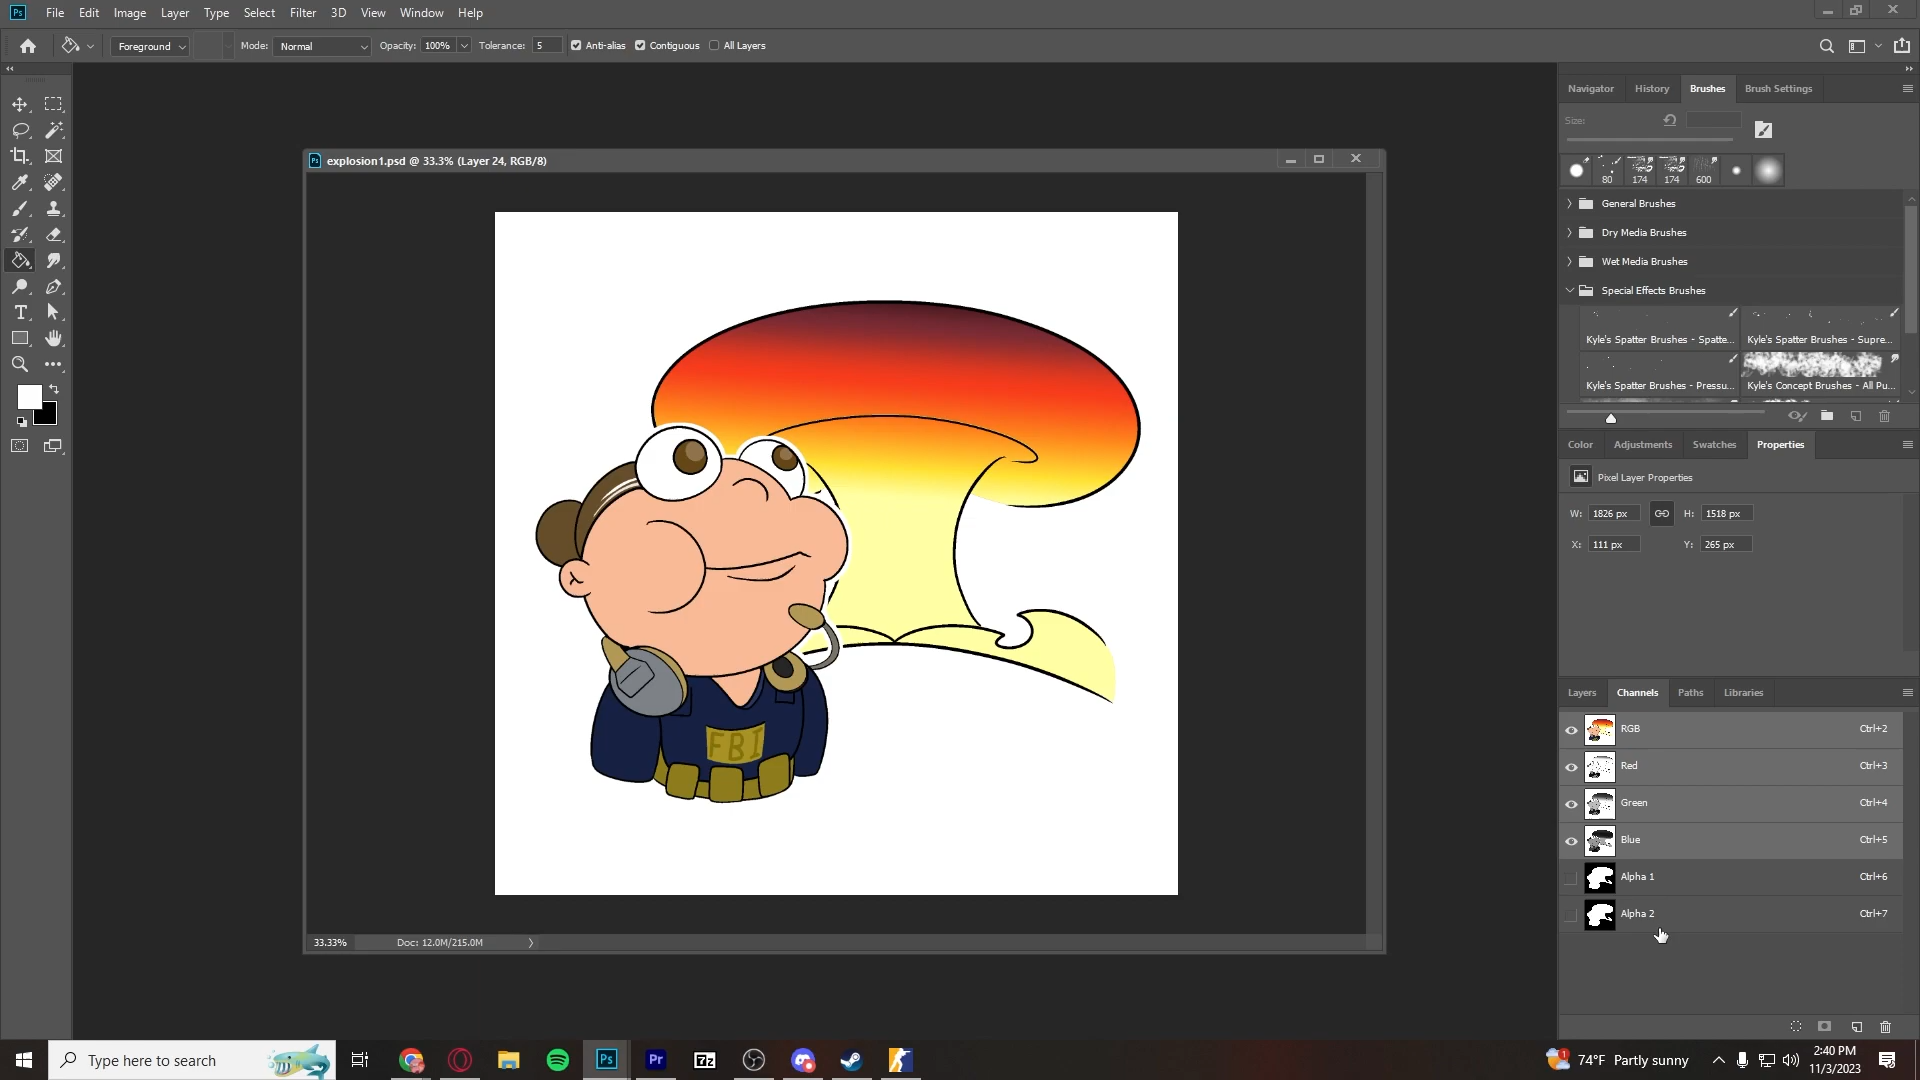 Ps File Edit Image Layer Type Select Filter 3D View Window Help
Foreground Mode: Normal Opacity: 100% Tolerance: 5 Anti-alias Contiguous All Layers
Navigator History Brushes Brush Settings
Size:
80 174 174 600
General Brushes
Dry Media Brushes
Wet Media Brushes
Special Effects Brushes
Kyle's Spatter Brushes - Spatte... Kyle's Spatter Brushes - Supre...
Kyle's Spatter Brushes - Pressu... Kyle's Concept Brushes - All Pu...
Color Adjustments Swatches Properties
Pixel Layer Properties
W: 1826 px H: 1518 px
X: 111 px Y: 265 px
Layers Channels Paths Libraries
RGB Ctrl+2
Red Ctrl+3
Green Ctrl+4
Blue Ctrl+5
Alpha 1 Ctrl+6
Alpha 2 Ctrl+7
Ps explosion1.psd @ 33.3% (Layer 24, RGB/8)
FBI
33.33% Doc: 12.0M/215.0M
Type here to search Ps Pr 7z 1 74°F Partly sunny 2:40 PM
11/3/2023